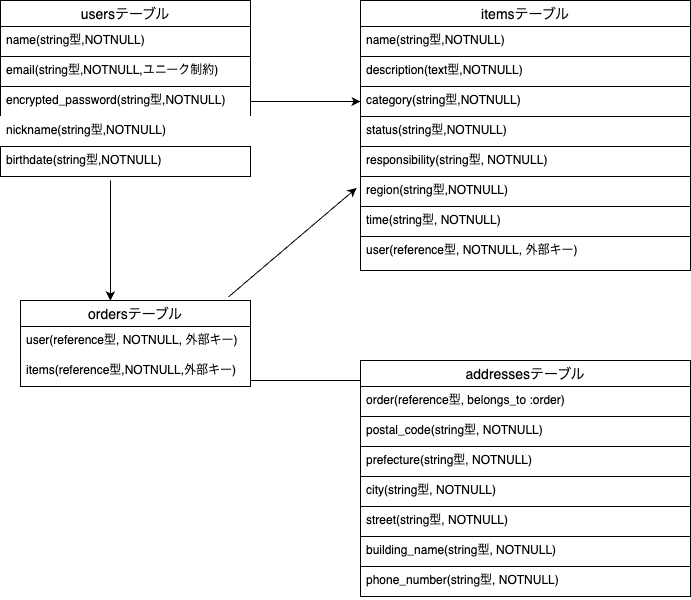 usersテーブル
name(string型,NOTNULL)
email(string型,NOTNULL,ユニーク制約)
encrypted_password(string型,NOTNULL)
nickname(string型,NOTNULL)
birthdate(string型,NOTNULL)
itemsテーブル
name(string型,NOTNULL)
description(text型,NOTNULL)
category(string型,NOTNULL)
status(string型,NOTNULL)
responsibility(string型, NOTNULL)
region(string型,NOTNULL)
time(string型, NOTNULL)
user(reference型, NOTNULL, 外部キー)
ordersテーブル
user(reference型, NOTNULL, 外部キー)
items(reference型,NOTNULL,外部キー)
addressesテーブル
order(reference型, belongs_to :order)
postal_code(string型, NOTNULL)
prefecture(string型, NOTNULL)
city(string型, NOTNULL)
street(string型, NOTNULL)
building_name(string型, NOTNULL)
phone_number(string型, NOTNULL)